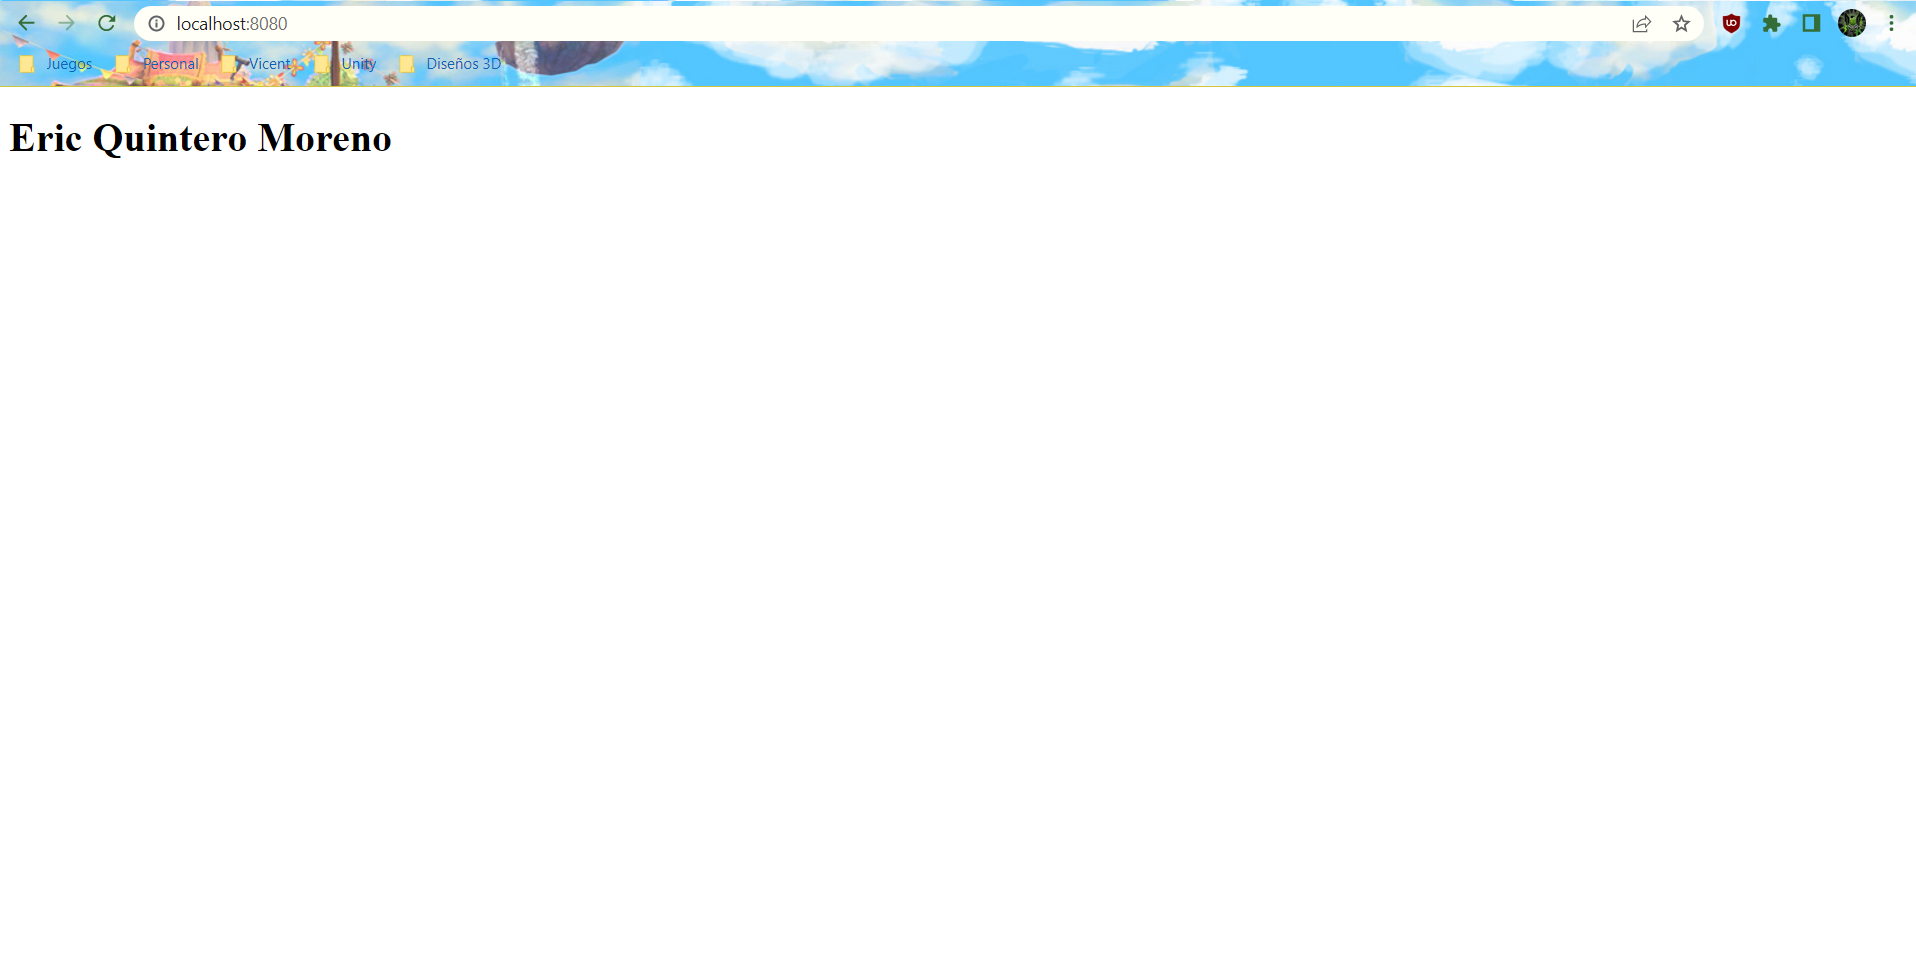 localhost:8080
Juegos Personal Vicent Unity Diseños 3D
Eric Quintero Moreno